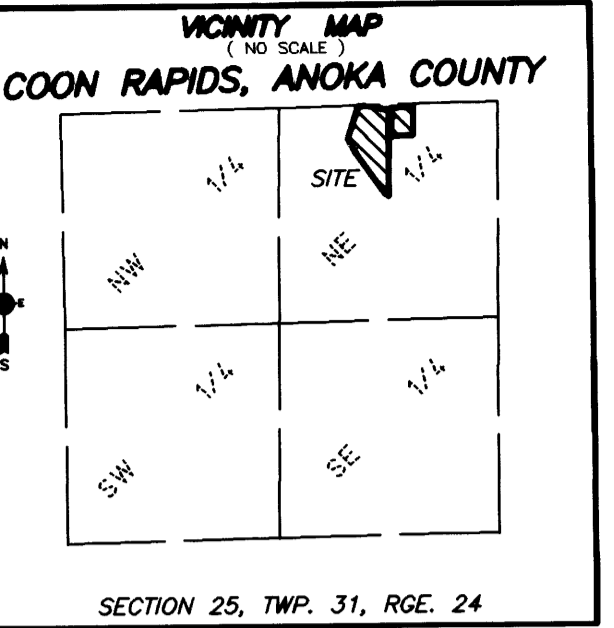 VICINITY MAP
( NO SCALE )
COON RAPIDS, ANOKA COUNTY
SITE
NW 1/4
NE 1/4
N
E
S
SW 1/4
SE 1/4
SECTION 25, TWP. 31, RGE. 24